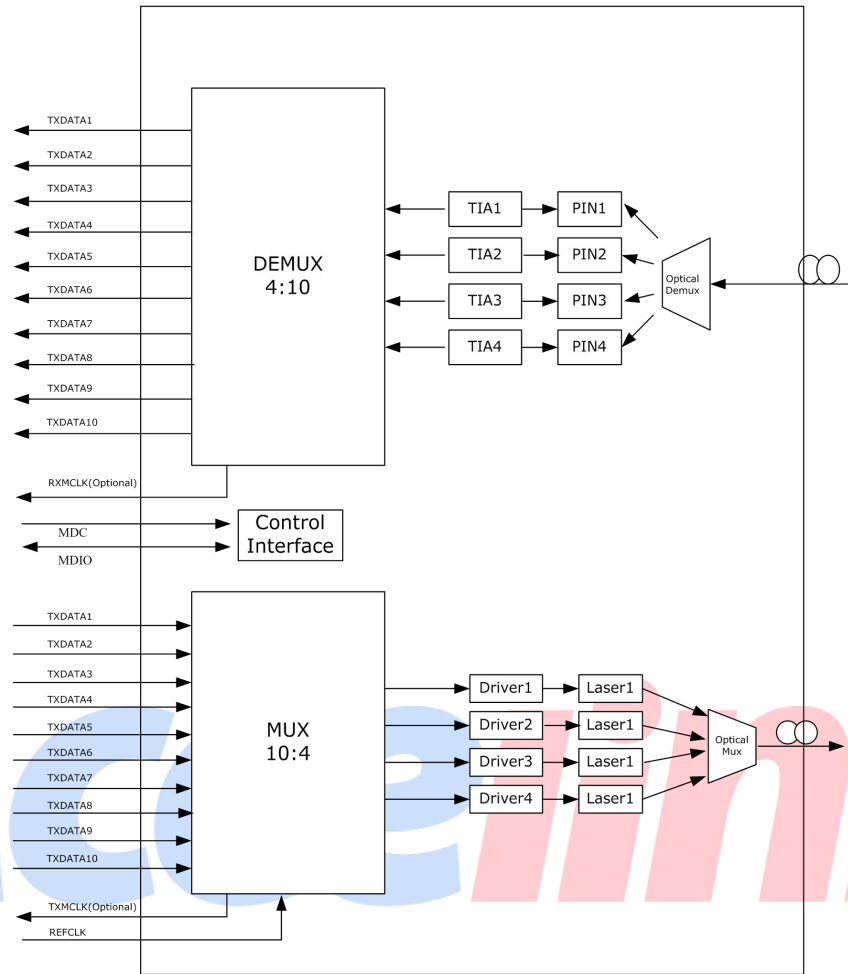 TXDATA1
TXDATA2
TXDATA3
TXDATA4
TXDATA5
TXDATA6
TXDATA7
TXDATA8
TXDATA9
TXDATA10
RXMCLK(Optional)
DEMUX
4:10
TIA1
PIN1
TIA2
PIN2
TIA3
PIN3
TIA4
PIN4
Optical
Demux
MDC
MDIO
Control
Interface
TXDATA1
TXDATA2
TXDATA3
TXDATA4
TXDATA5
TXDATA6
TXDATA7
TXDATA8
TXDATA9
TXDATA10
TXMCLK(Optional)
REFCLK
MUX
10:4
Driver1
Laser1
Driver2
Laser1
Driver3
Laser1
Driver4
Laser1
Optical
Mux